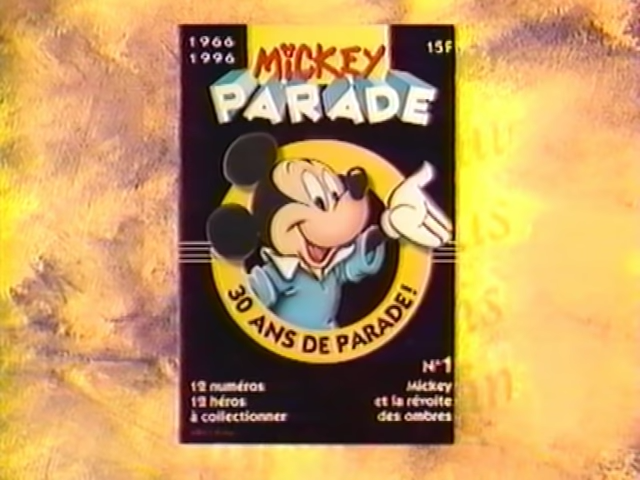 1966
1996
15F
MiCKEY
PARADE
30 ANS DE PARADE!
N°1
12 numéros
12 héros
à collectionner
Mickey
et la révolte
des ombres